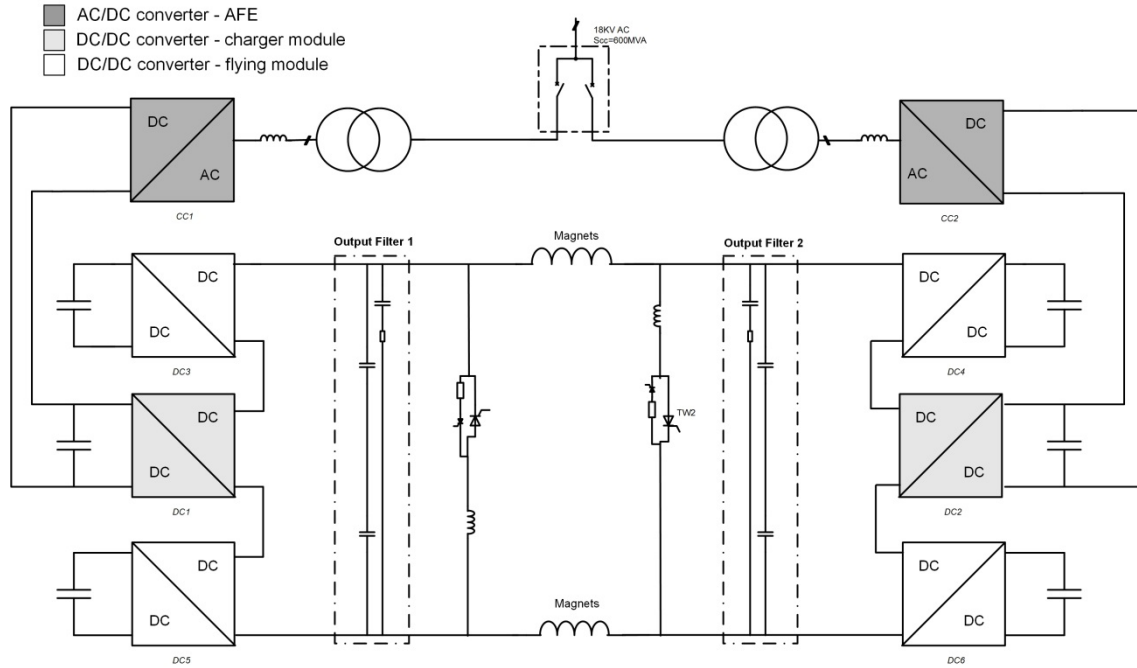 AC/DC converter - AFE
DC/DC converter - charger module
DC/DC converter - flying module
18KV AC
Scc=600MVA
DC
AC
CC1
DC
AC
CC2
Output Filter 1
Magnets
Output Filter 2
DC
DC
DC3
DC
DC
DC4
TW2
DC
DC
DC1
DC
DC
DC2
Magnets
DC
DC
DC5
DC
DC
DC6